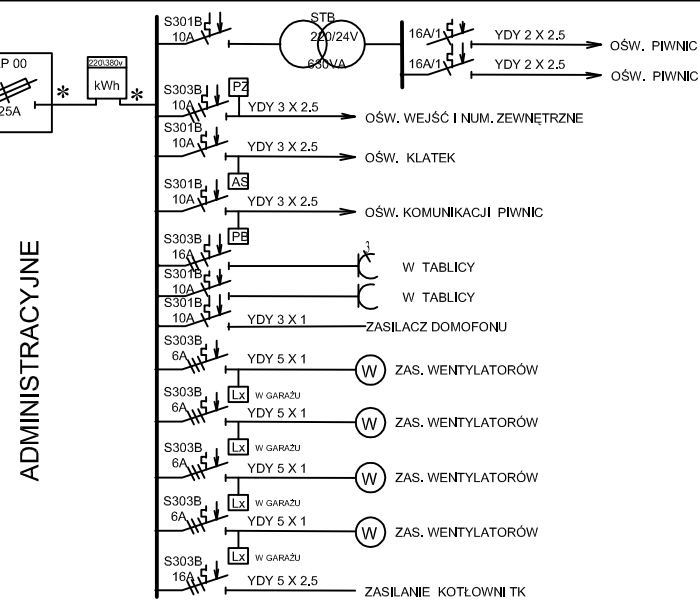 S301B
10A
STB
220/24V
630VA
16A/1
YDY 2 X 2.5
OŚW. PIWNIC
16A/1
YDY 2 X 2.5
OŚW. PIWNIC
P 00
25A
*
220\380v
kWh
*
S303B
10A
PZ
YDY 3 X 2.5
OŚW. WEJŚĆ I NUM. ZEWNĘTRZNE
S301B
10A
YDY 3 X 2.5
OŚW. KLATEK
AS
S301B
10A
YDY 3 X 2.5
OŚW. KOMUNIKACJI PIWNIC
PB
S303B
16A
3
W TABLICY
S301B
10A
W TABLICY
S301B
10A
YDY 3 X 1
ZASILACZ DOMOFONU
S303B
6A
YDY 5 X 1
W
ZAS. WENTYLATORÓW
Lx
W GARAŻU
S303B
6A
YDY 5 X 1
W
ZAS. WENTYLATORÓW
Lx
W GARAŻU
S303B
6A
YDY 5 X 1
W
ZAS. WENTYLATORÓW
Lx
W GARAŻU
S303B
6A
YDY 5 X 1
W
ZAS. WENTYLATORÓW
Lx
W GARAŻU
S303B
16A
YDY 5 X 2.5
ZASILANIE KOTŁOWNI TK
ADMINISTRACYJNE